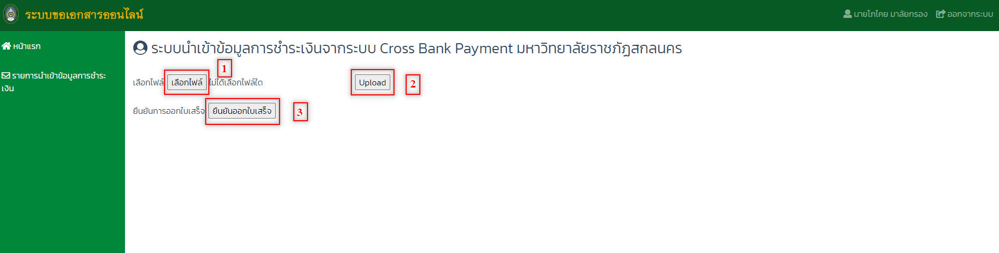 ระบบขอเอกสารออนไลน์
นายโภไคย มาลัยกรอง ออกจากระบบ
หน้าแรก
รายการนำเข้าข้อมูลการชำระ
เงิน
ระบบนำเข้าข้อมูลการชำระเงินจากระบบ Cross Bank Payment มหาวิทยาลัยราชภัฏสกลนคร
1
เลือกไฟล์ เลือกไฟล์ ไม่ได้เลือกไฟล์ใด Upload 2
ยืนยันการออกใบเสร็จ ยืนยันออกใบเสร็จ 3